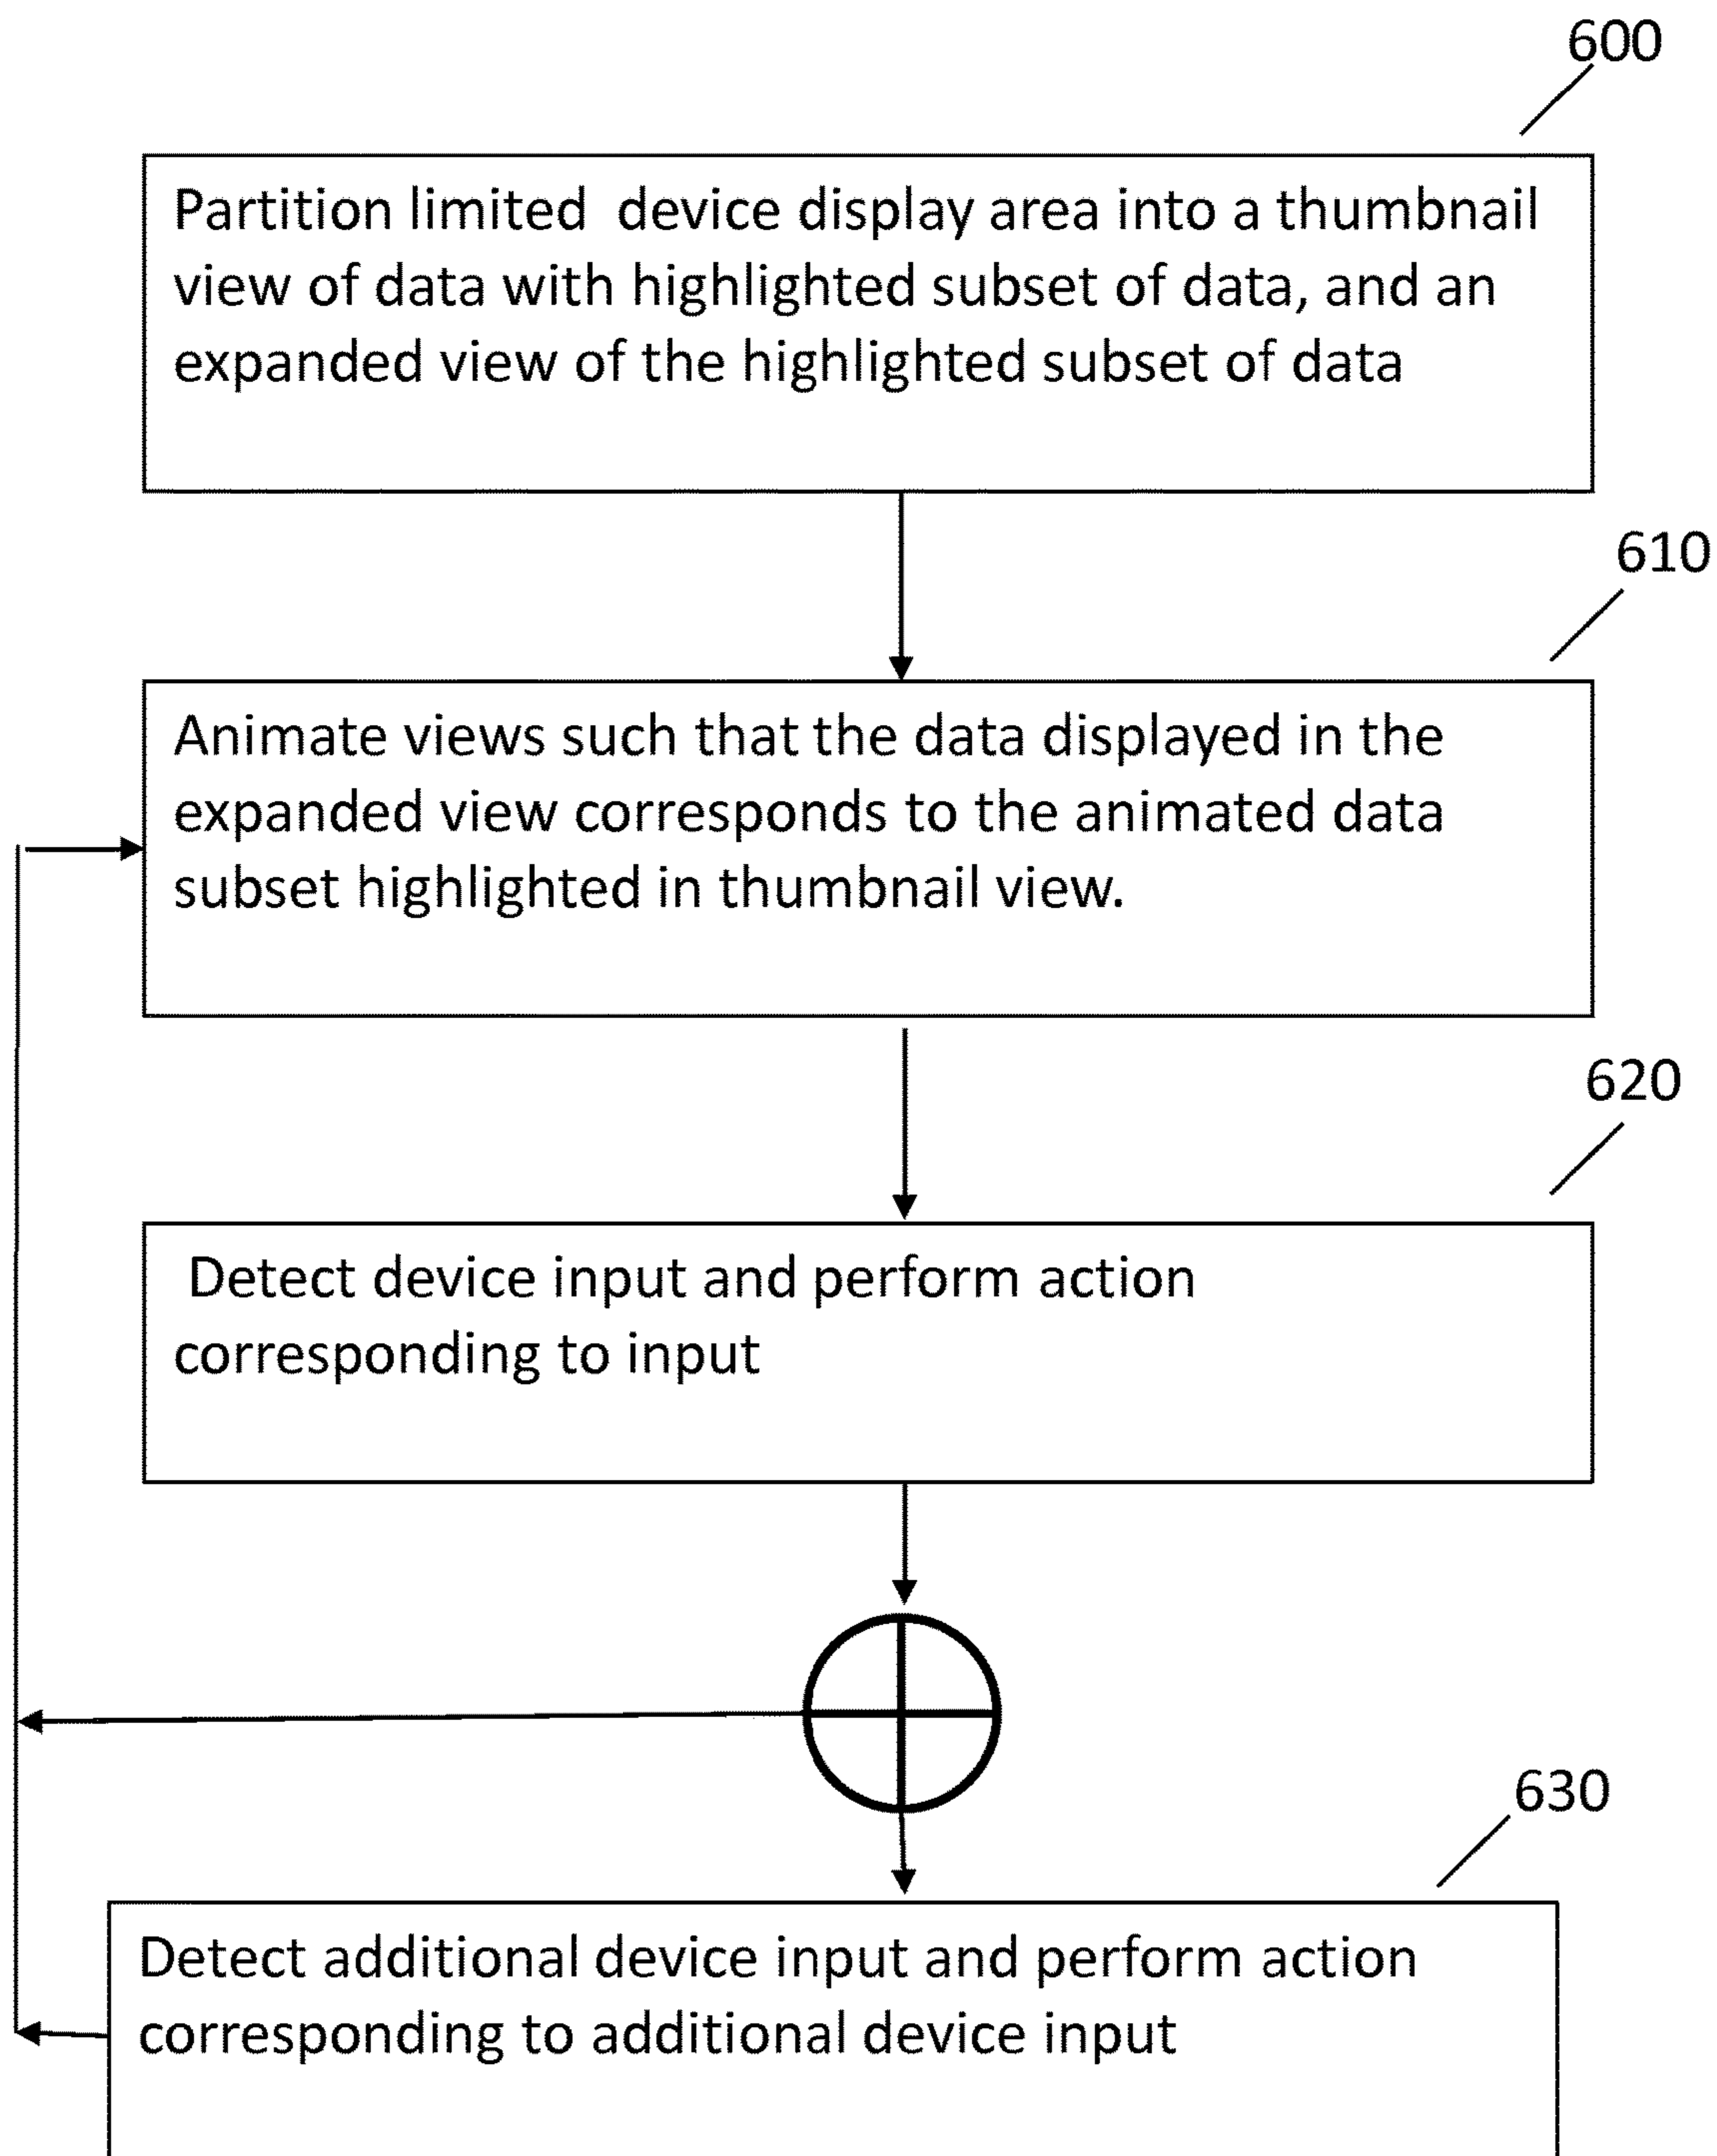 600
Partition limited  device display area into a thumbnail
view of data with highlighted subset of data, and an
expanded view of the highlighted subset of data
610
Animate views such that the data displayed in the
expanded view corresponds to the animated data
subset highlighted in thumbnail view.
620
Detect device input and perform action
corresponding to input
630
Detect additional device input and perform action
corresponding to additional device input